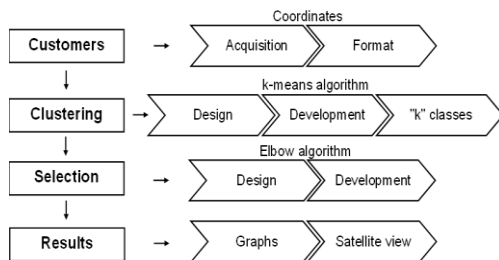 Coordinates
Customers
Acquisition
Format
k-means algorithm
Clustering
Design
Development
"k" classes
Elbow algorithm
Selection
Design
Development
Results
Graphs
Satellite view